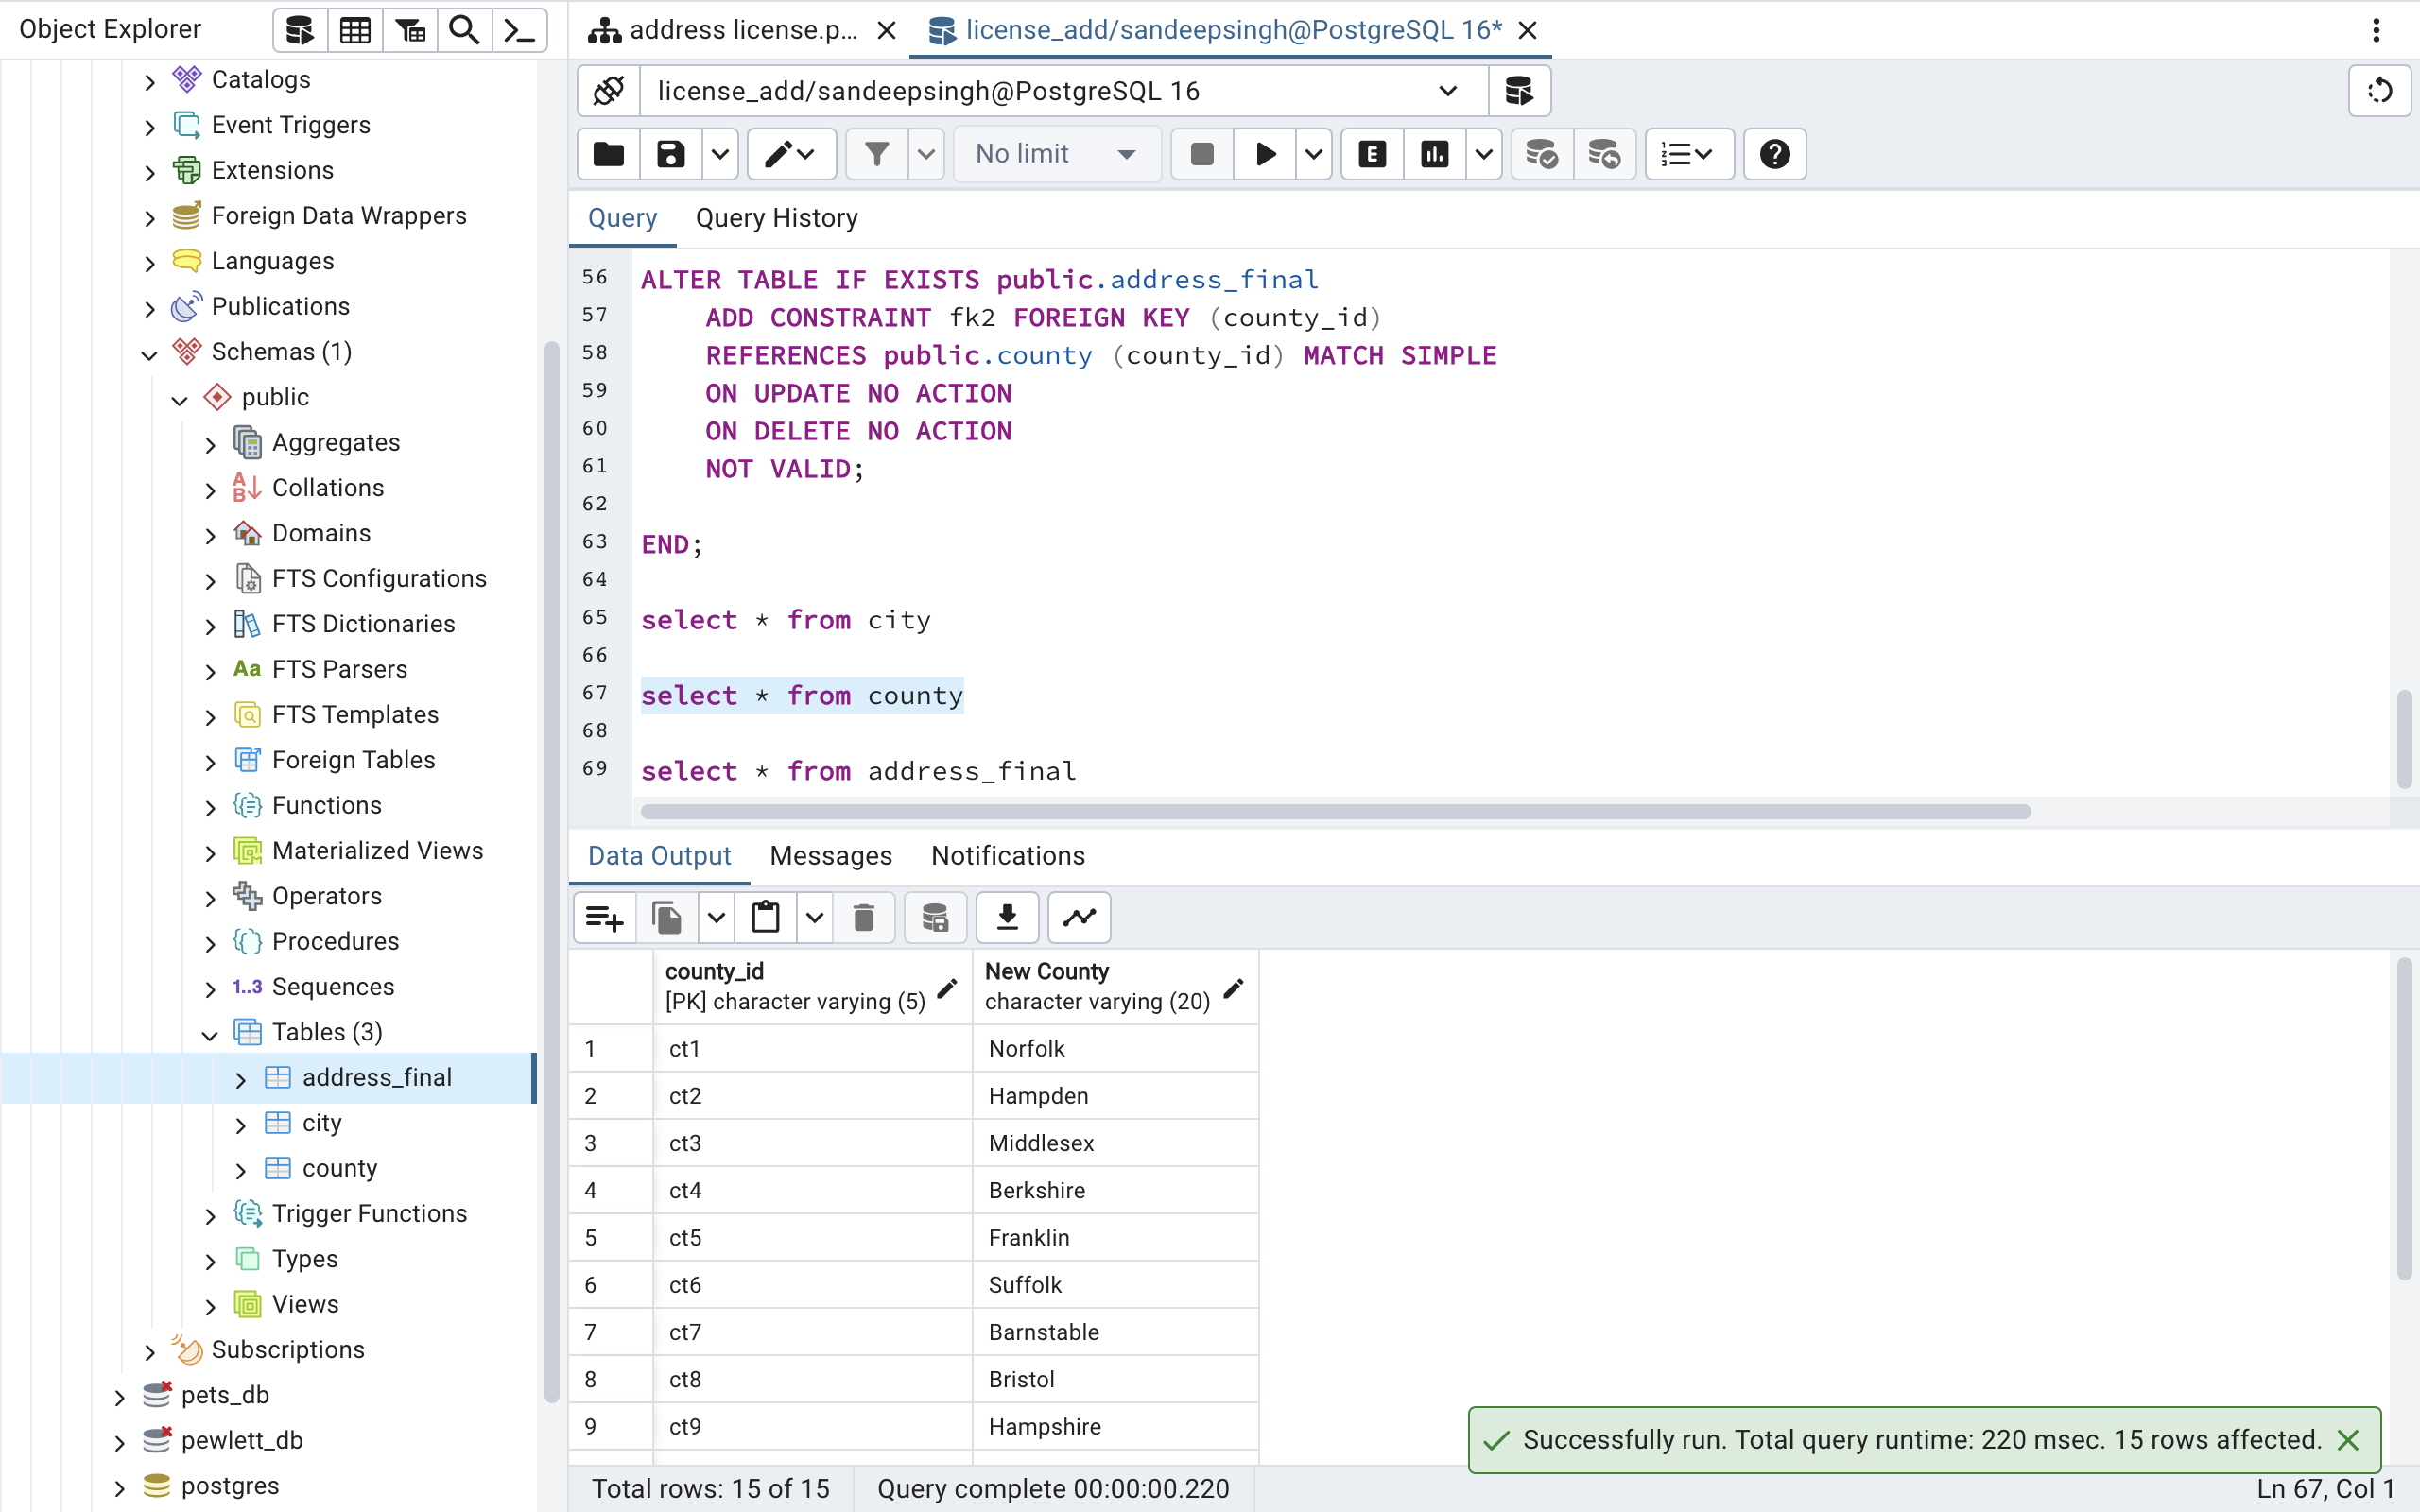 Object Explorer
address license.p...
license_add/sandeepsingh@PostgreSQL 16*
Catalogs
Event Triggers
Extensions
Foreign Data Wrappers
Languages
Publications
Schemas (1)
public
Aggregates
Collations
Domains
FTS Configurations
FTS Dictionaries
Aa FTS Parsers
FTS Templates
Foreign Tables
Functions
Materialized Views
Operators
Procedures
1..3 Sequences
Tables (3)
address_final
city
county
Trigger Functions
Types
Views
Subscriptions
pets_db
pewlett_db
postgres
license_add/sandeepsingh@PostgreSQL 16
No limit
E
Query Query History
56 ALTER TABLE IF EXISTS public.address_final
57 ADD CONSTRAINT fk2 FOREIGN KEY (county_id)
58 REFERENCES public.county (county_id) MATCH SIMPLE
59 ON UPDATE NO ACTION
60 ON DELETE NO ACTION
61 NOT VALID;
62
63 END;
64
65 select * from city
66
67 select * from county
68
69 select * from address_final
Data Output Messages Notifications
county_id New County
[PK] character varying (5) character varying (20)
1 ct1 Norfolk
2 ct2 Hampden
3 ct3 Middlesex
4 ct4 Berkshire
5 ct5 Franklin
6 ct6 Suffolk
7 ct7 Barnstable
8 ct8 Bristol
9 ct9 Hampshire
Successfully run. Total query runtime: 220 msec. 15 rows affected.
Total rows: 15 of 15 Query complete 00:00:00.220 Ln 67, Col 1